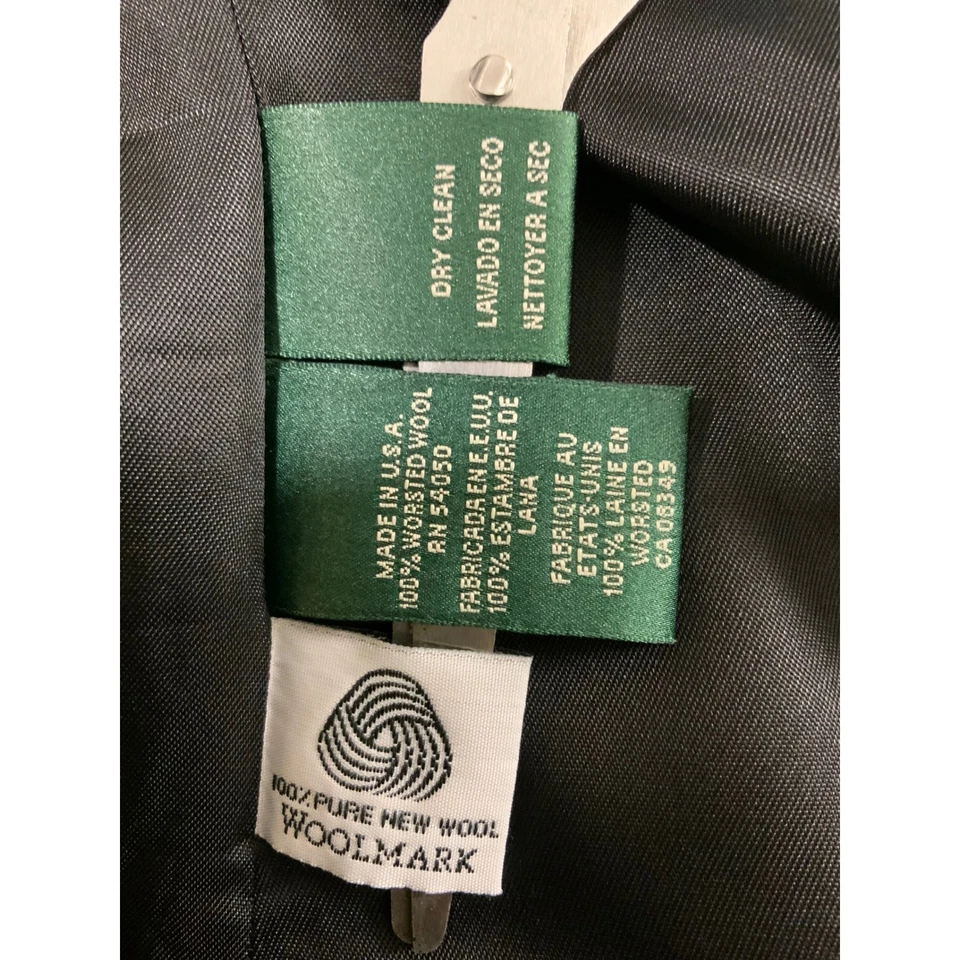 DRY CLEAN
LAVADO EN SECO
NETTOYER A SEC
MADE IN U.S.A.
100% WORSTED WOOL
RN 54050
FABRICADA EN E.E.U.U.
100% ESTAMBRE DE
LANA
FABRIQUE AU
ETATS-UNIS
100% LAINE EN
WORSTED
CA 08349
100% PURE NEW WOOL
WOOLMARK